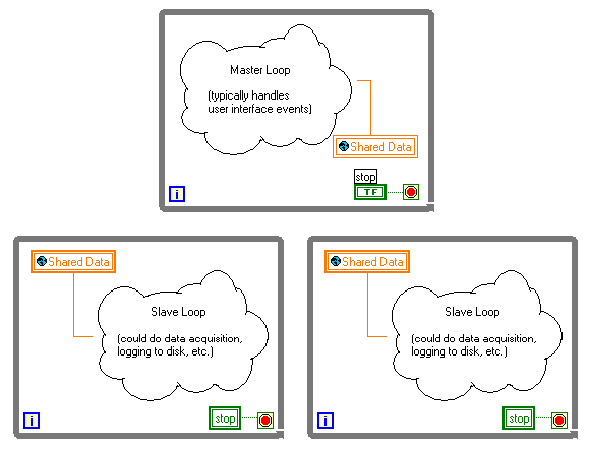 Master Loop
(typically handles
user interface events)
Shared Data
stop
TF
i
Shared Data
Slave Loop
(could do data acquisition,
logging to disk, etc.)
i
stop
Shared Data
Slave Loop
(could do data acquisition,
logging to disk, etc.)
i
stop